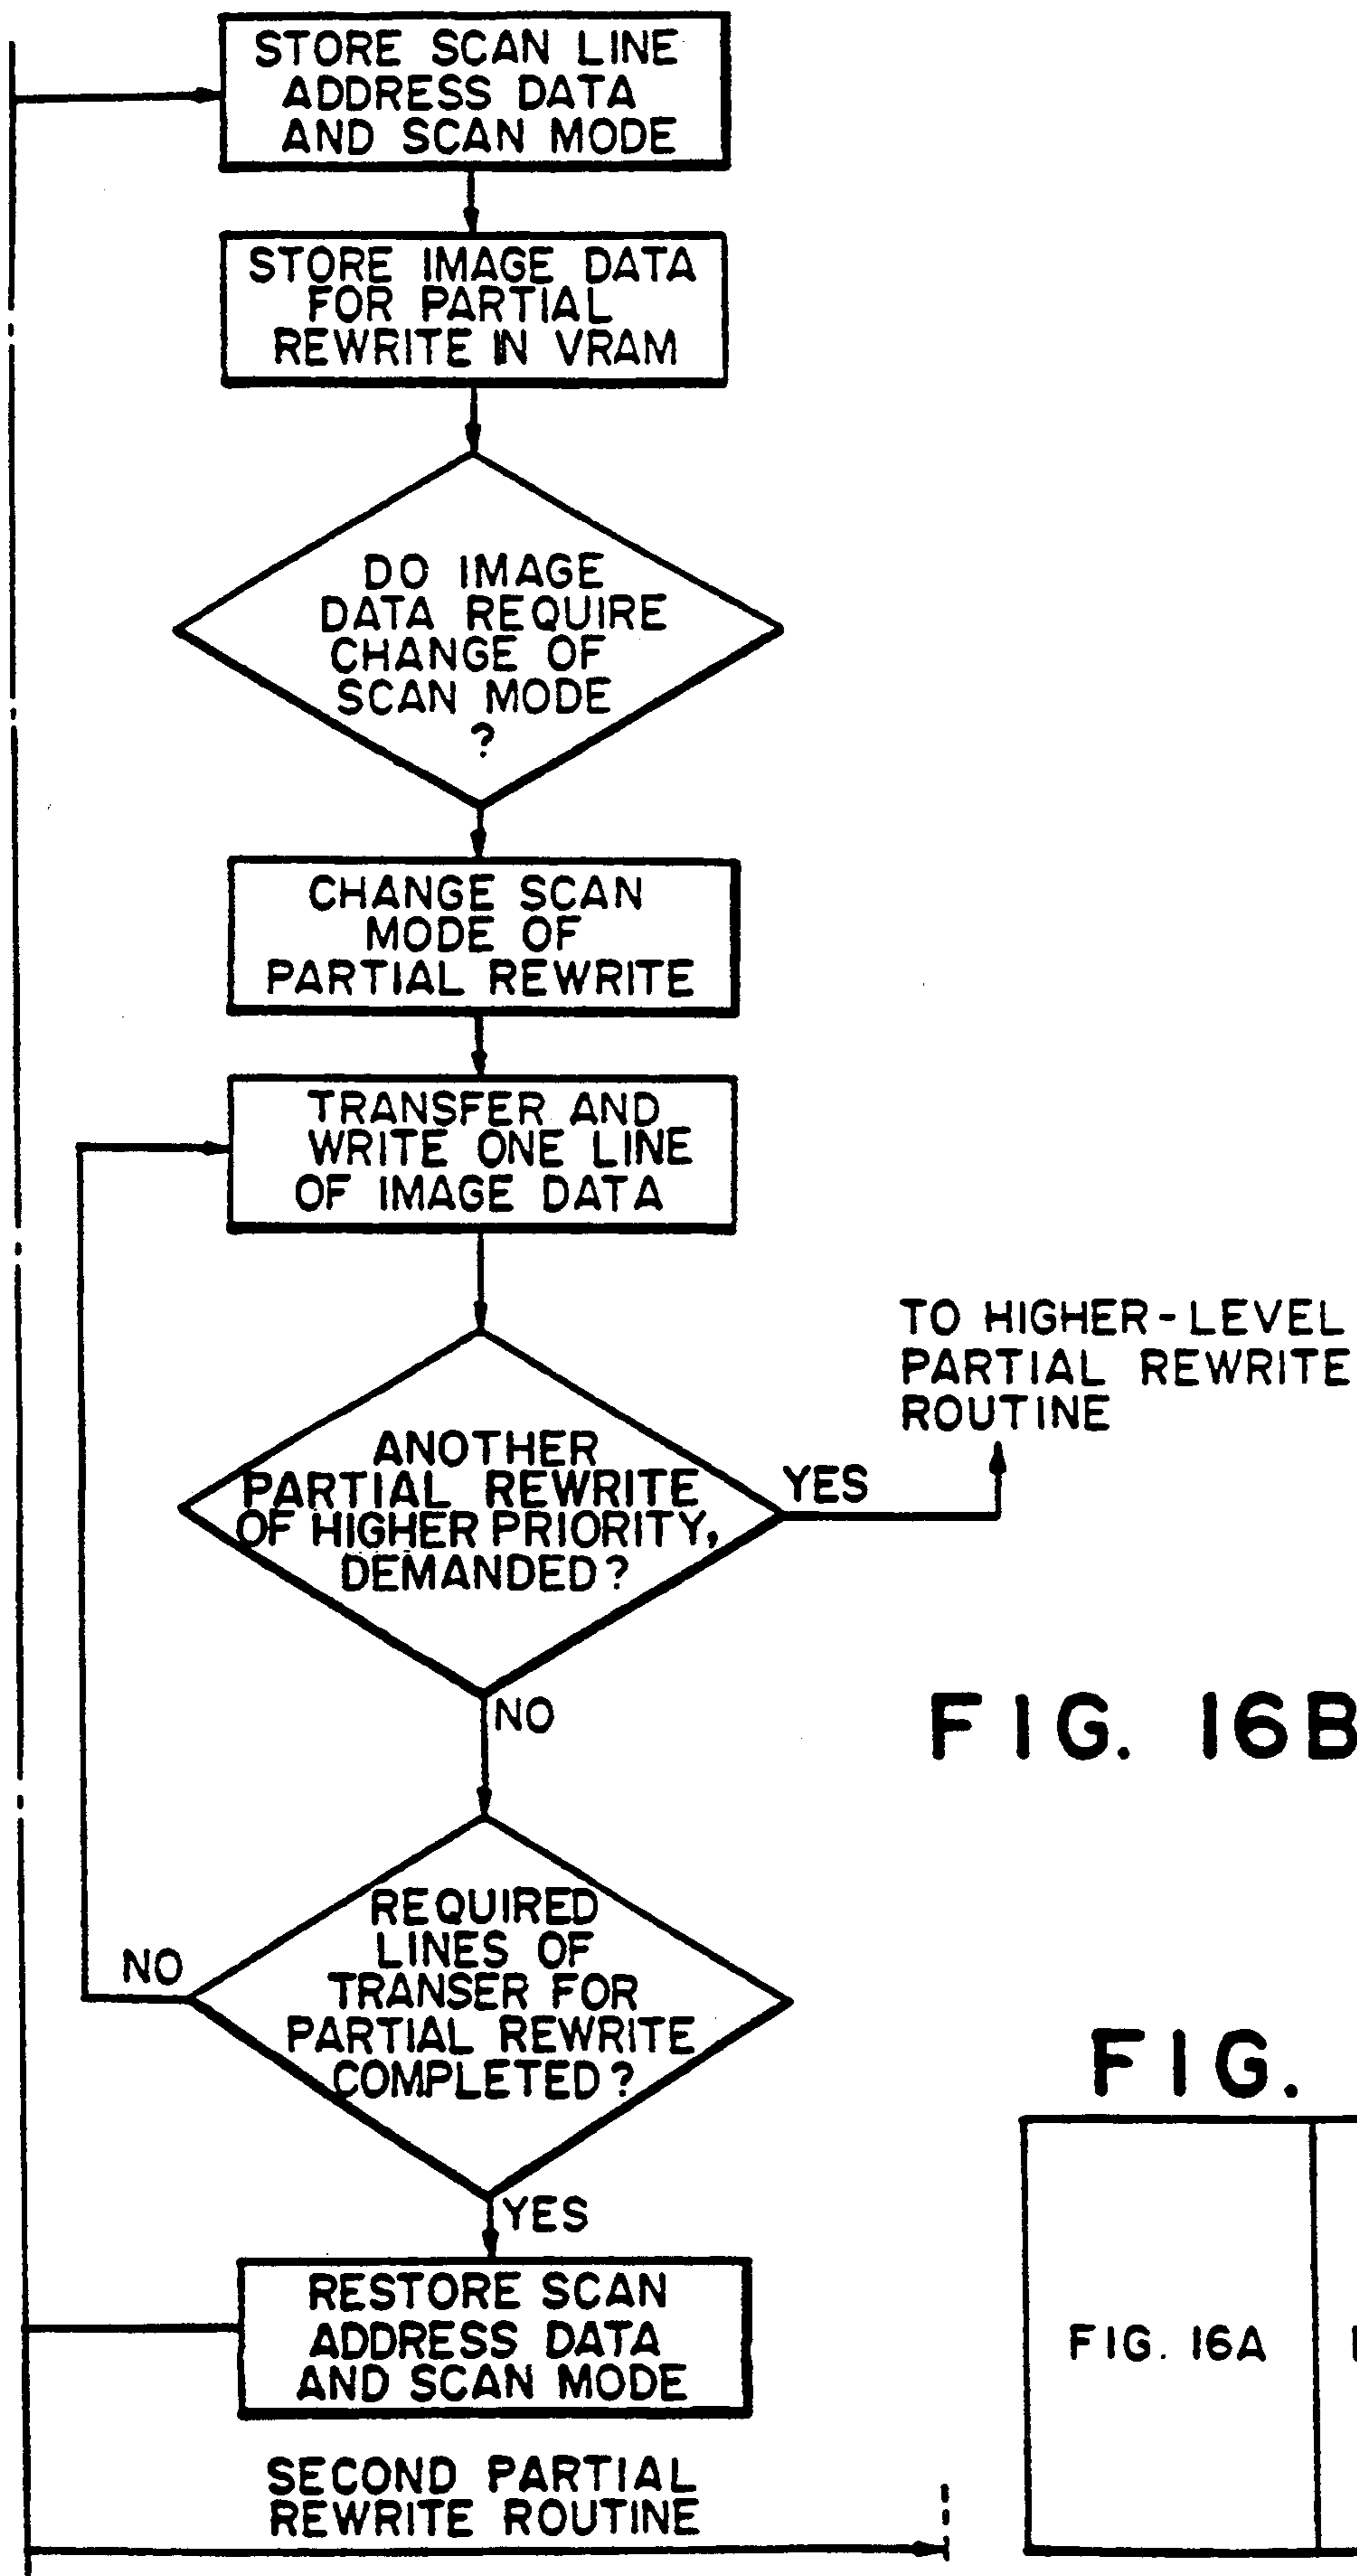 STORE SCAN LINE
ADDRESS DATA
AND SCAN MODE
STORE IMAGE DATA
FOR PARTIAL
REWRITE IN VRAM
DO IMAGE
DATA REQUIRE
CHANGE OF
SCAN MODE
?
CHANGE SCAN
MODE OF
PARTIAL REWRITE
TRANSFER AND
WRITE ONE LINE
OF IMAGE DATA
ANOTHER
PARTIAL REWRITE
OF HIGHER PRIORITY,
DEMANDED?
YES
TO HIGHER-LEVEL
PARTIAL REWRITE
ROUTINE
NO
FIG. 16B
REQUIRED
LINES OF
TRANSER FOR
PARTIAL REWRITE
COMPLETED?
NO
YES
RESTORE SCAN
ADDRESS DATA
AND SCAN MODE
SECOND PARTIAL
REWRITE ROUTINE
FIG.
FIG. 16A